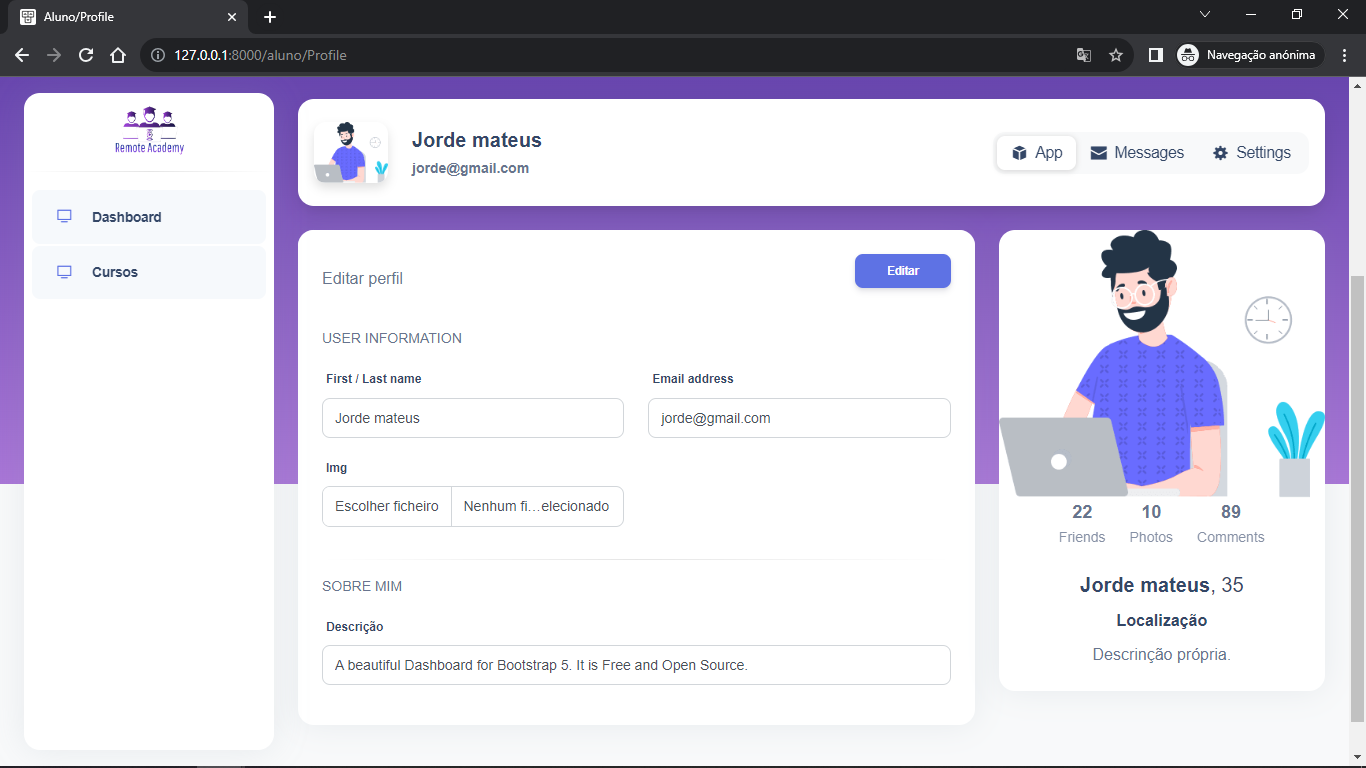 Aluno/Profile
127.0.0.1:8000/aluno/Profile
Navegação anónima
Remote Academy
Dashboard
Cursos
Jorde mateus
jorde@gmail.com
App Messages Settings
Editar perfil
Editar
USER INFORMATION
First / Last name Email address
Jorde mateus jorde@gmail.com
Img
Escolher ficheiro Nenhum fi...elecionado
SOBRE MIM
Descrição
A beautiful Dashboard for Bootstrap 5. It is Free and Open Source.
22 10 89
Friends Photos Comments
Jorde mateus, 35
Localização
Descrinção própria.